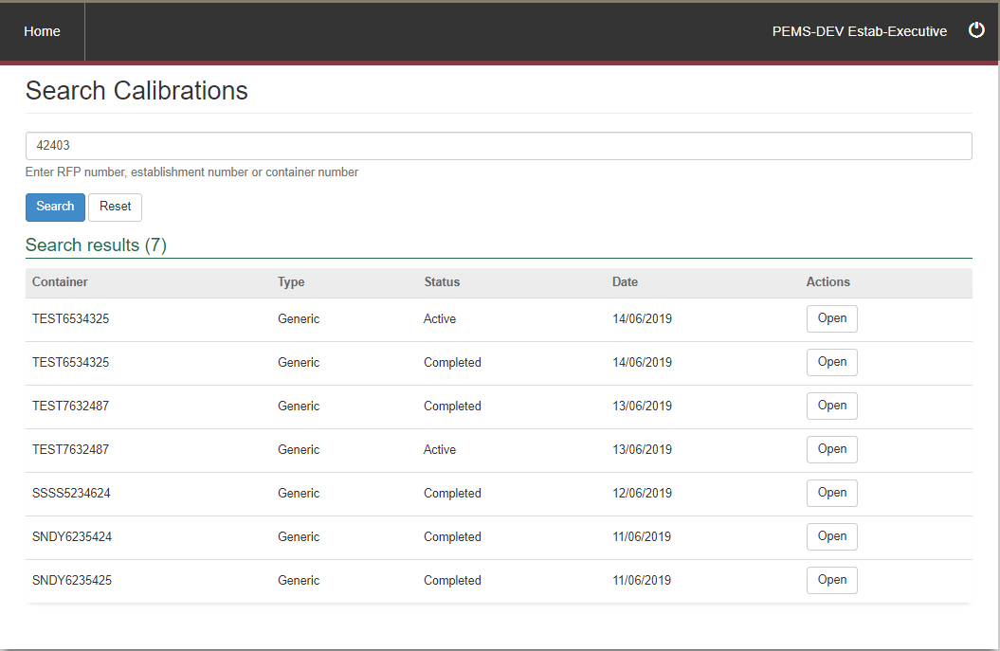 Home PEMS-DEV Estab-Executive
Search Calibrations
42403
Enter RFP number, establishment number or container number
Search Reset
Search results (7)
Container Type Status Date Actions
TEST6534325 Generic Active 14/06/2019 Open
TEST6534325 Generic Completed 14/06/2019 Open
TEST7632487 Generic Completed 13/06/2019 Open
TEST7632487 Generic Active 13/06/2019 Open
SSSS5234624 Generic Completed 12/06/2019 Open
SNDY6235424 Generic Completed 11/06/2019 Open
SNDY6235425 Generic Completed 11/06/2019 Open